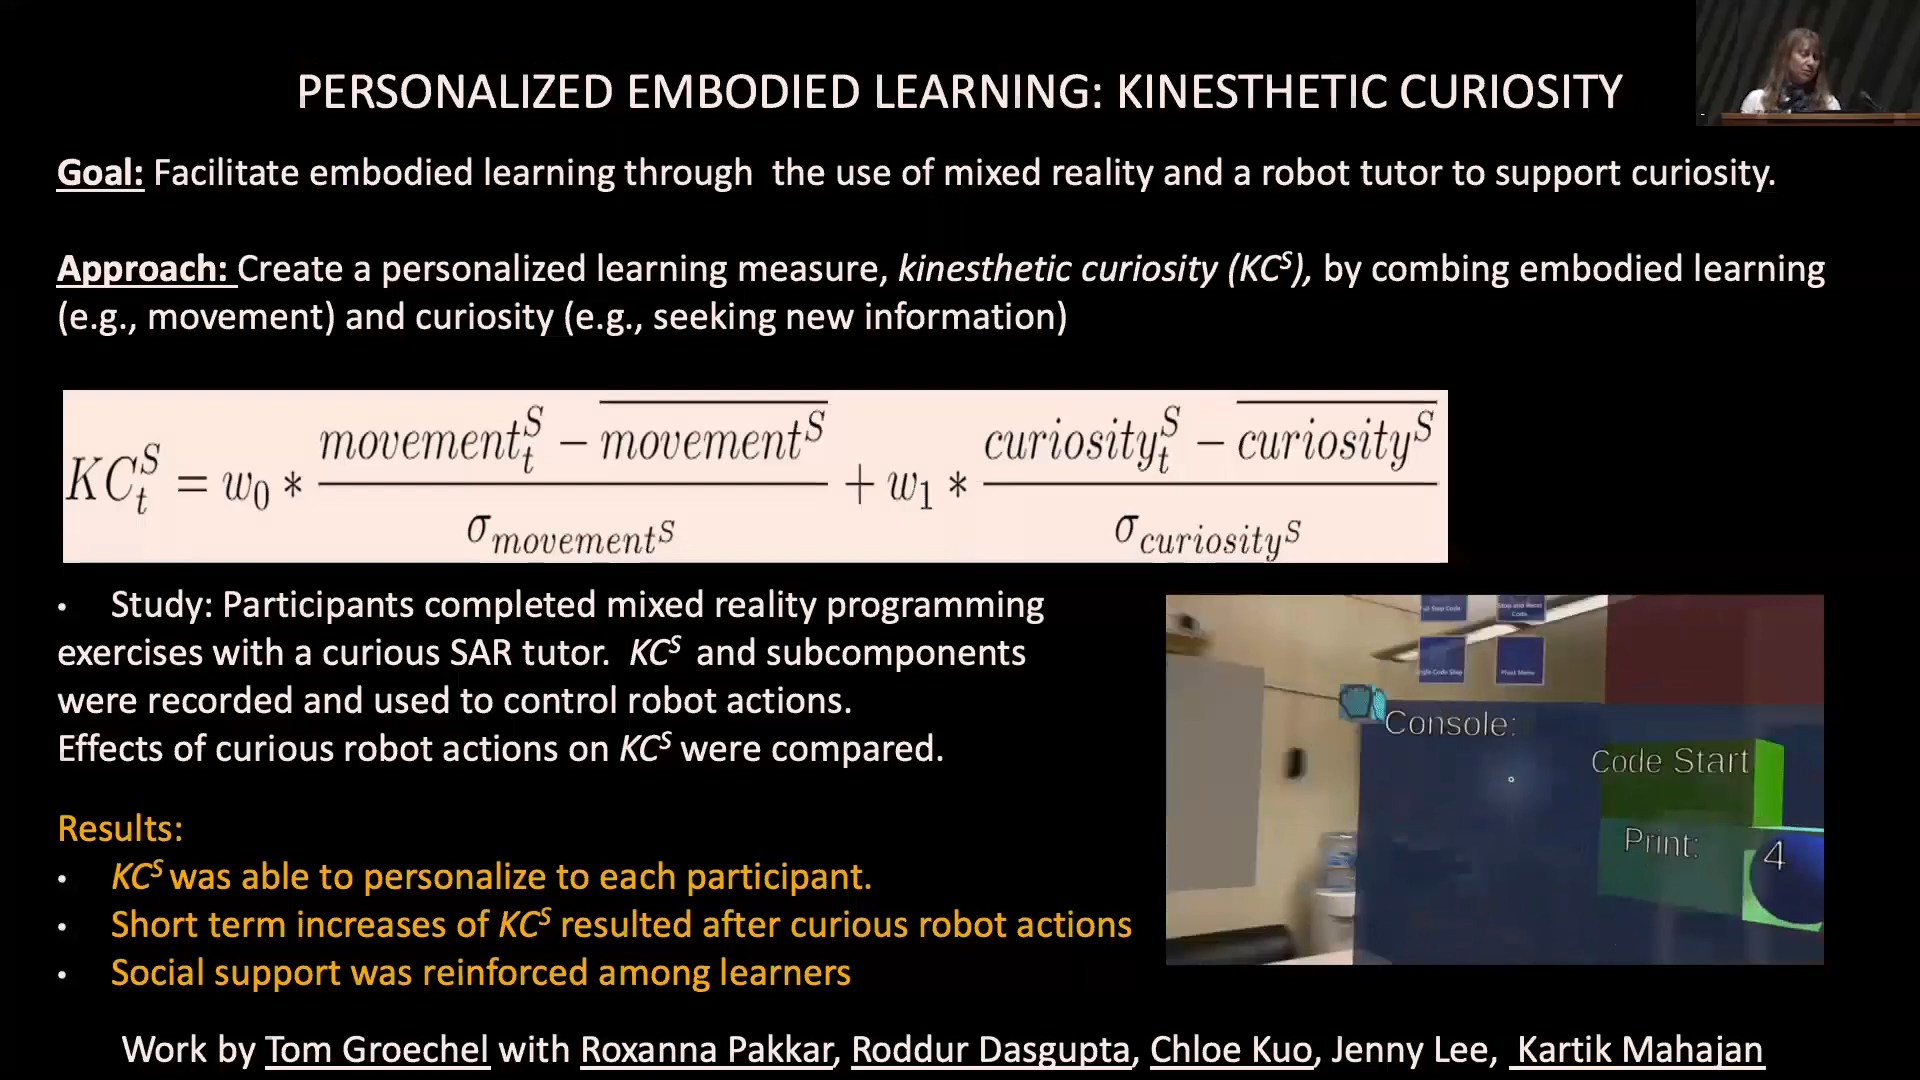 PERSONALIZED EMBODIED LEARNING: KINESTHETIC CURIOSITY
Goal: Facilitate embodied learning through  the use of mixed reality and a robot tutor to support curiosity.
Approach: Create a personalized learning measure, kinesthetic curiosity (KC^S), by combing embodied learning
(e.g., movement) and curiosity (e.g., seeking new information)
KC_t^S = w_0 * (movement_t^S − \overline{movement^S}) / σ_{movement^S} + w_1 * (curiosity_t^S − \overline{curiosity^S}) / σ_{curiosity^S}
• Study: Participants completed mixed reality programming
exercises with a curious SAR tutor.  KC^S and subcomponents
were recorded and used to control robot actions.
Effects of curious robot actions on KC^S were compared.
Stop and Reset
Code
Console:
Code Start
Print:
4
Results:
• KC^S was able to personalize to each participant.
• Short term increases of KC^S resulted after curious robot actions
• Social support was reinforced among learners
Work by Tom Groechel with Roxanna Pakkar, Roddur Dasgupta, Chloe Kuo, Jenny Lee,  Kartik Mahajan